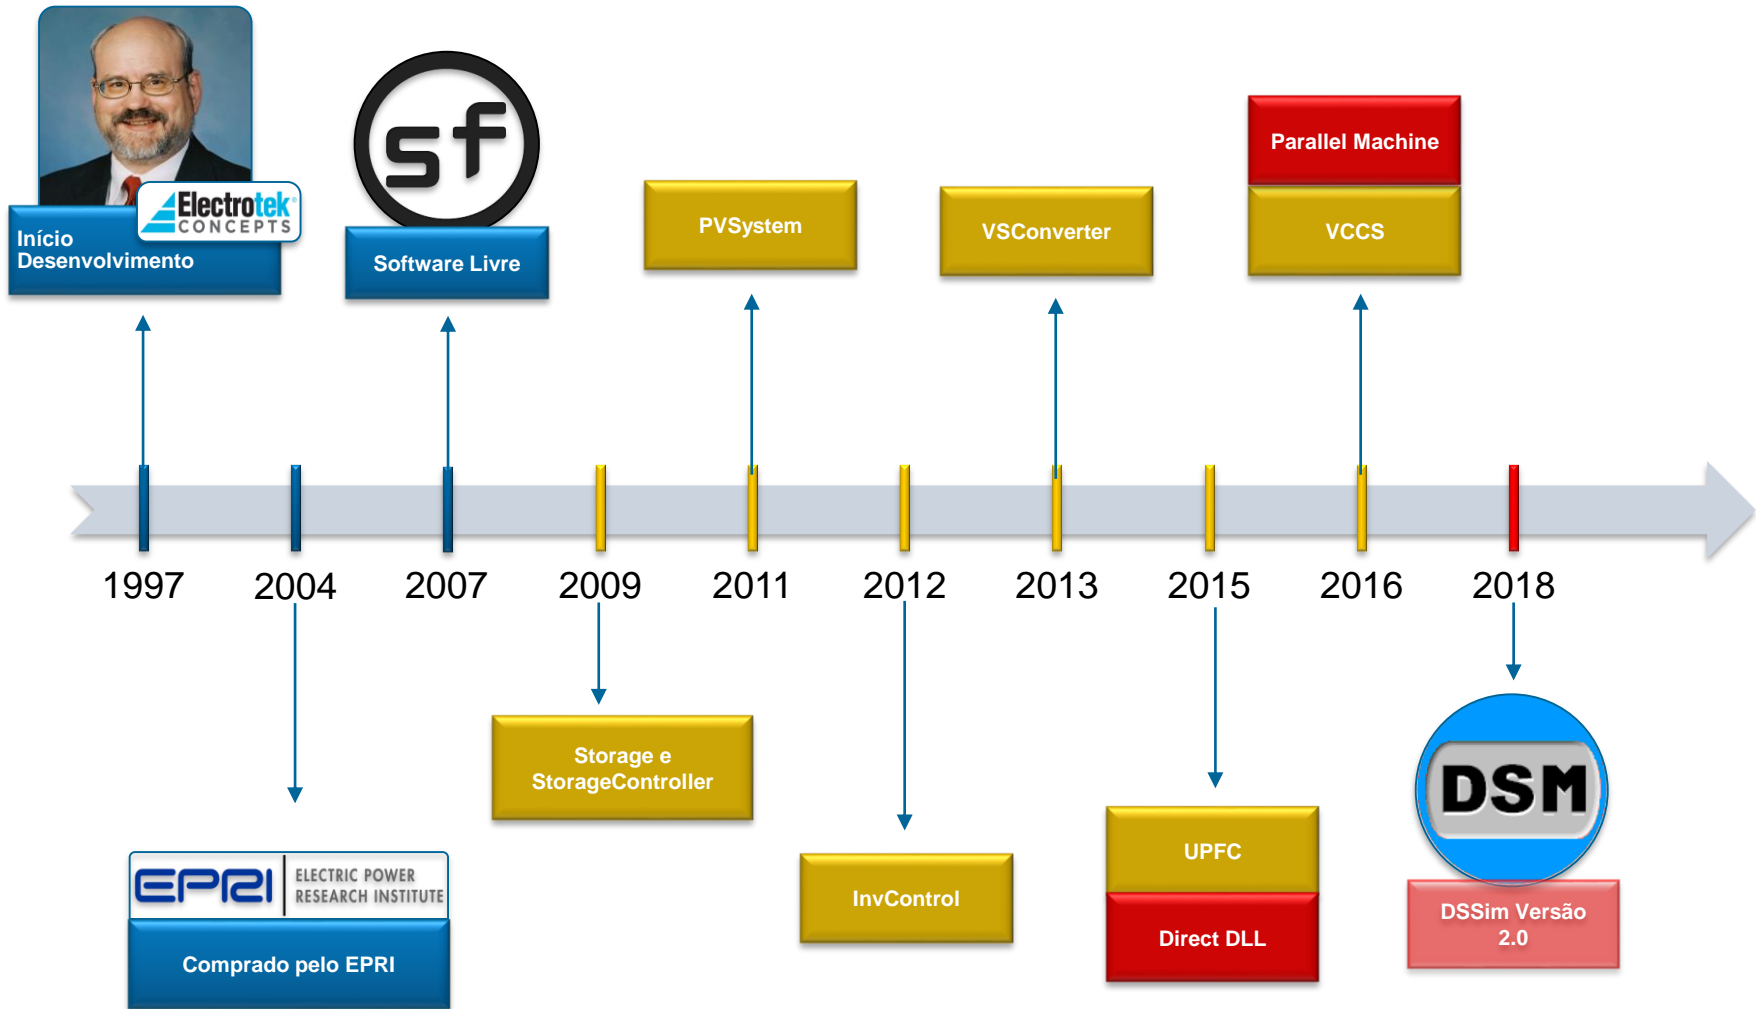 Electrotek
CONCEPTS
Início
Desenvolvimento
sf
Software Livre
PVSystem
VSConverter
Parallel Machine
VCCS
1997
2004
2007
2009
2011
2012
2013
2015
2016
2018
EPRI
ELECTRIC POWER
RESEARCH INSTITUTE
Comprado pelo EPRI
Storage e
StorageController
InvControl
UPFC
Direct DLL
DSM
DSSim Versão
2.0